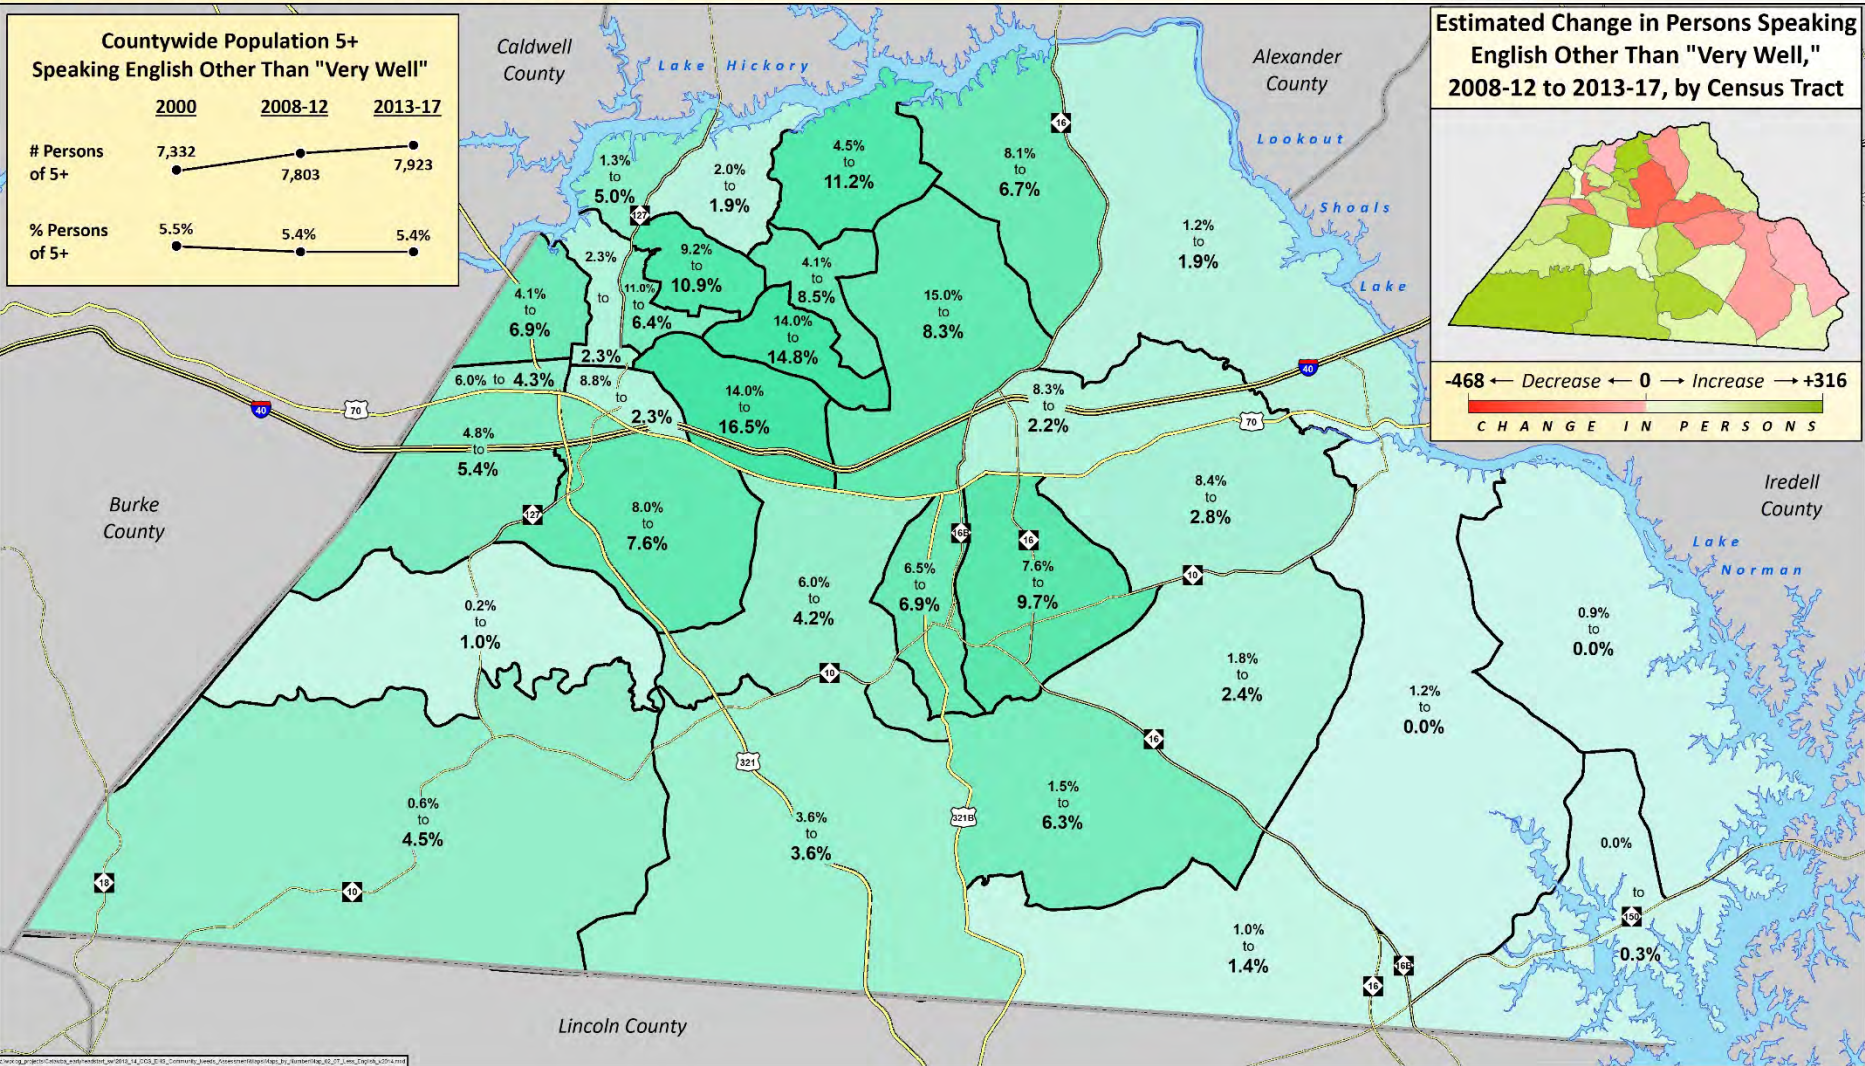 Countywide Population 5+
Speaking English Other Than "Very Well"
2000 2008-12 2013-17
# Persons of 5+
7,332 7,803 7,923
% Persons of 5+
5.5% 5.4% 5.4%
Estimated Change in Persons Speaking
English Other Than "Very Well,"
2008-12 to 2013-17, by Census Tract
-468 ← Decrease ← 0 → Increase → +316
CHANGE IN PERSONS
Caldwell
County
Lake Hickory
Alexander
County
Lookout
Shoals
Lake
Burke
County
Iredell
County
Lake
Norman
Lincoln County
1.3%
to
5.0%
2.0%
to
1.9%
4.5%
to
11.2%
8.1%
to
6.7%
1.2%
to
1.9%
2.3%
to
2.3%
9.2%
to
10.9%
4.1%
to
8.5%
11.0%
to
6.4%
4.1%
to
6.9%
14.0%
to
14.8%
15.0%
to
8.3%
6.0% to 4.3%
8.8%
to
2.3%
14.0%
to
16.5%
8.3%
to
2.2%
4.8%
to
5.4%
8.0%
to
7.6%
8.4%
to
2.8%
6.0%
to
4.2%
6.5%
to
6.9%
7.6%
to
9.7%
0.2%
to
1.0%
0.9%
to
0.0%
1.8%
to
2.4%
1.2%
to
0.0%
0.6%
to
4.5%
3.6%
to
3.6%
1.5%
to
6.3%
0.0%
to
0.3%
1.0%
to
1.4%
16
127
40
70
40
70
127
16B
16
10
10
16
321
321B
18
10
150
16
16B